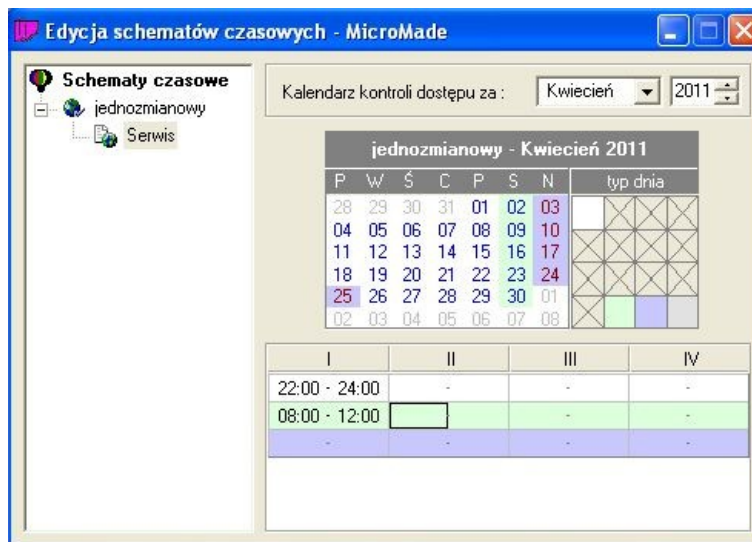 Edycja schematów czasowych - MicroMade
Schematy czasowe
jednozmianowy
Serwis
Kalendarz kontroli dostępu za :
Kwiecień
2011
jednozmianowy - Kwiecień 2011
P W Ś C P S N typ dnia
28 29 30 31 01 02 03
04 05 06 07 08 09 10
11 12 13 14 15 16 17
18 19 20 21 22 23 24
25 26 27 28 29 30 01
02 03 04 05 06 07 08
I II III IV
22:00 - 24:00 - - -
08:00 - 12:00 - - -
- - - -